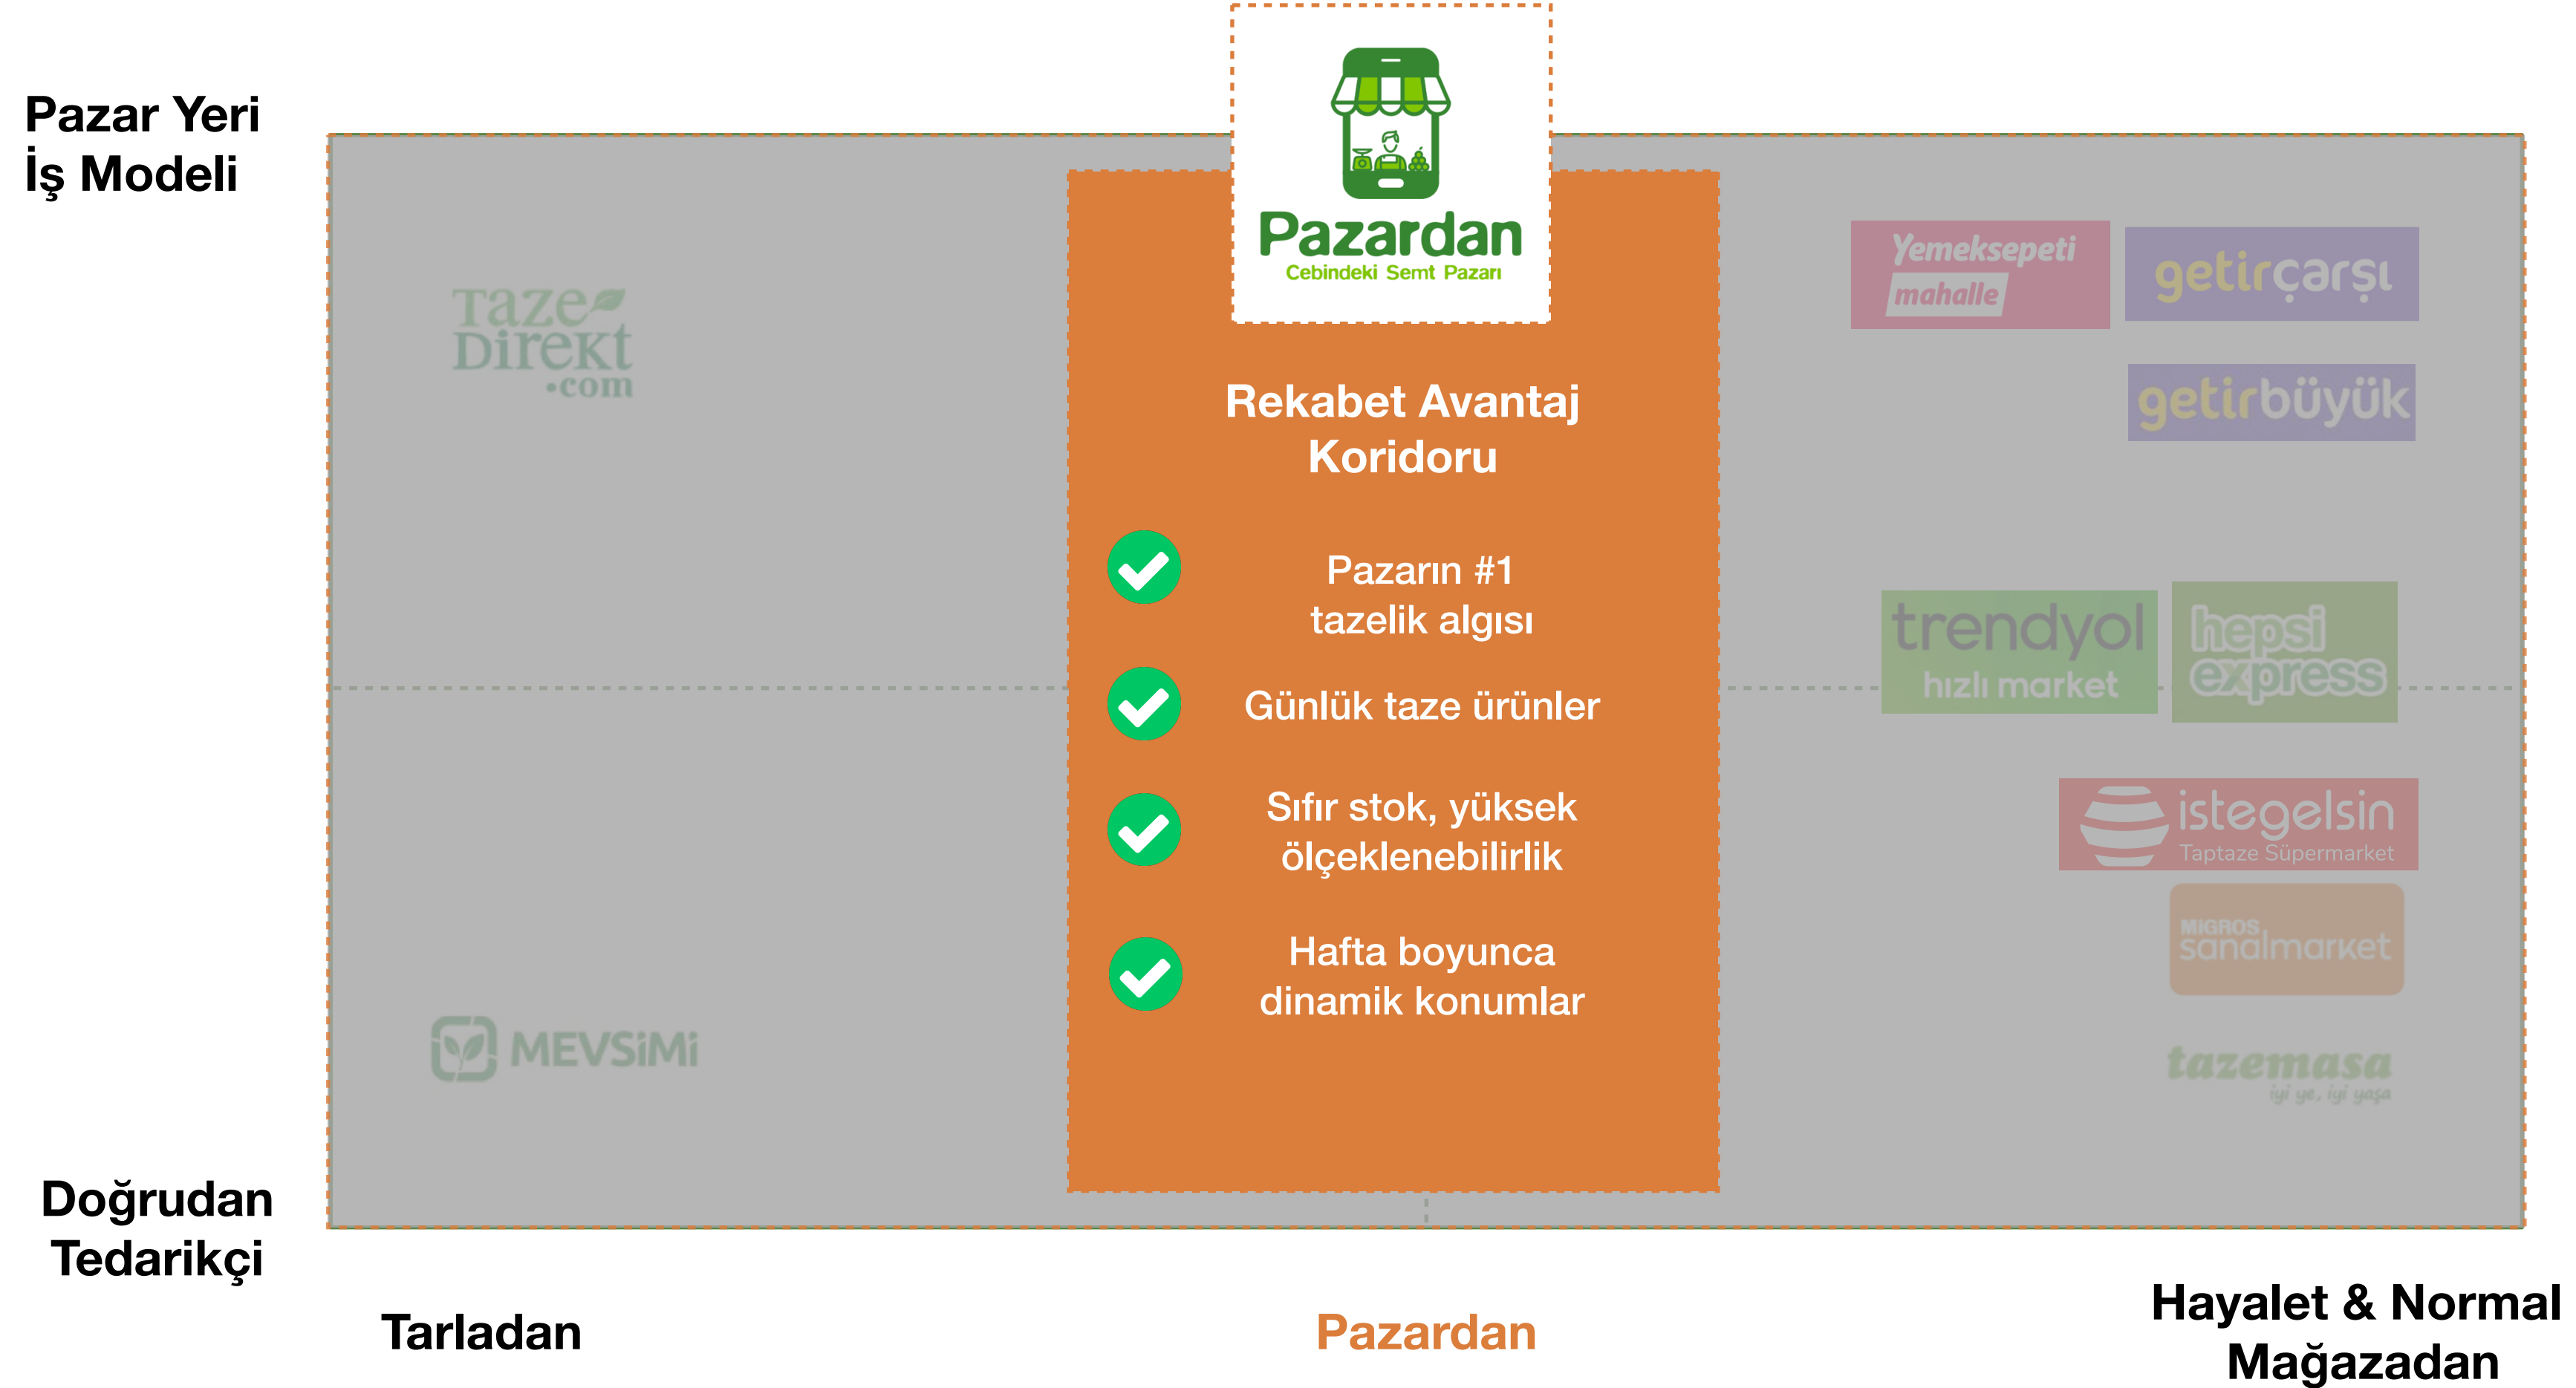 Pazar Yeri
İş Modeli
Pazardan
Cebindeki Semt Pazarı
Taze
Direkt
.com
Yemeksepeti
mahalle
getirçarşı
getirbüyük
Rekabet Avantaj
Koridoru
Pazarın #1
tazelik algısı
Günlük taze ürünler
Sıfır stok, yüksek
ölçeklenebilirlik
Hafta boyunca
dinamik konumlar
trendyol
hızlı market
hepsi
express
istegelsin
Taptaze Süpermarket
MIGROS
sanalmarket
MEVSiMi
tazemasa
iyi ye, iyi yaşa
Doğrudan
Tedarikçi
Tarladan
Pazardan
Hayalet & Normal
Mağazadan